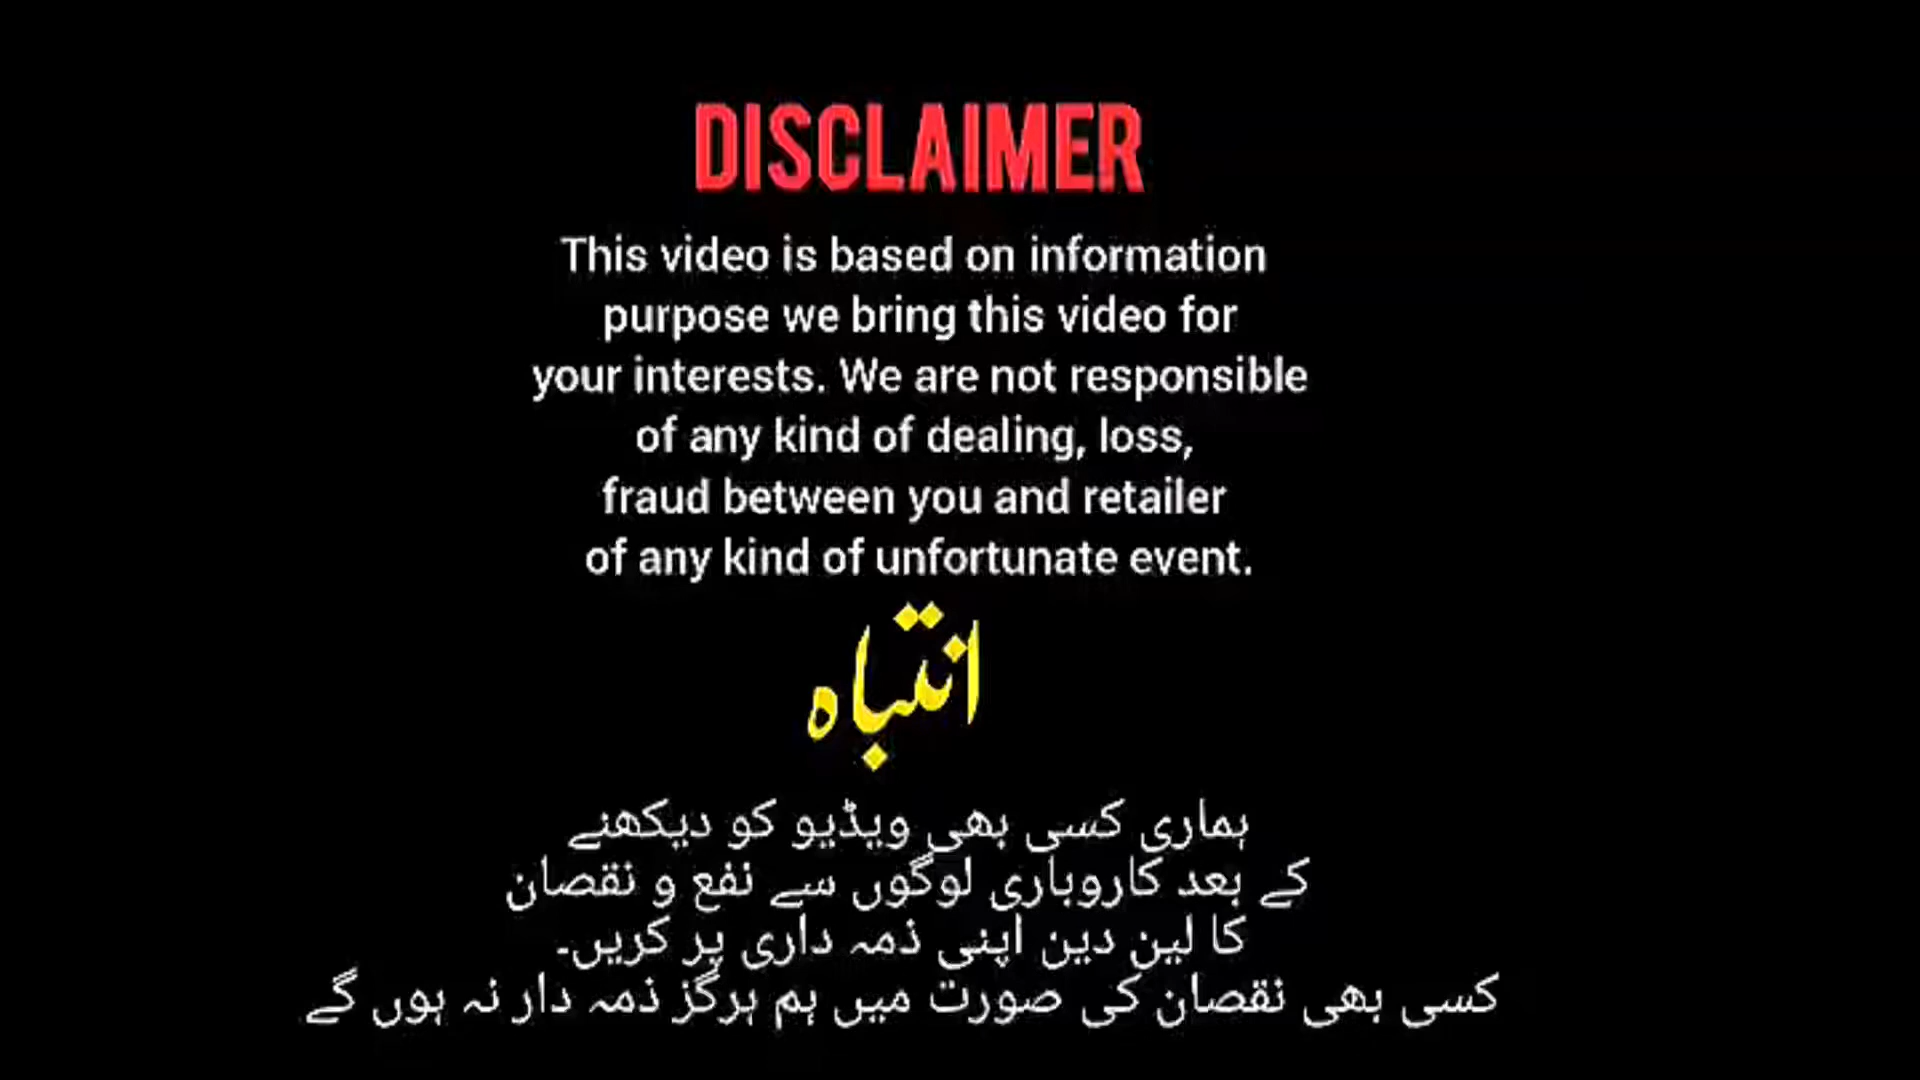 DISCLAIMER
This video is based on information
purpose we bring this video for
your interests. We are not responsible
of any kind of dealing, loss,
fraud between you and retailer
of any kind of unfortunate event.
انتباہ
ہماری کسی بھی ویڈیو کو دیکھنے
کے بعد کاروباری لوگوں سے نفع و نقصان
کا لین دین اپنی ذمہ داری پر کریں۔
کسی بھی نقصان کی صورت میں ہم ہرگز ذمہ دار نہ ہوں گے